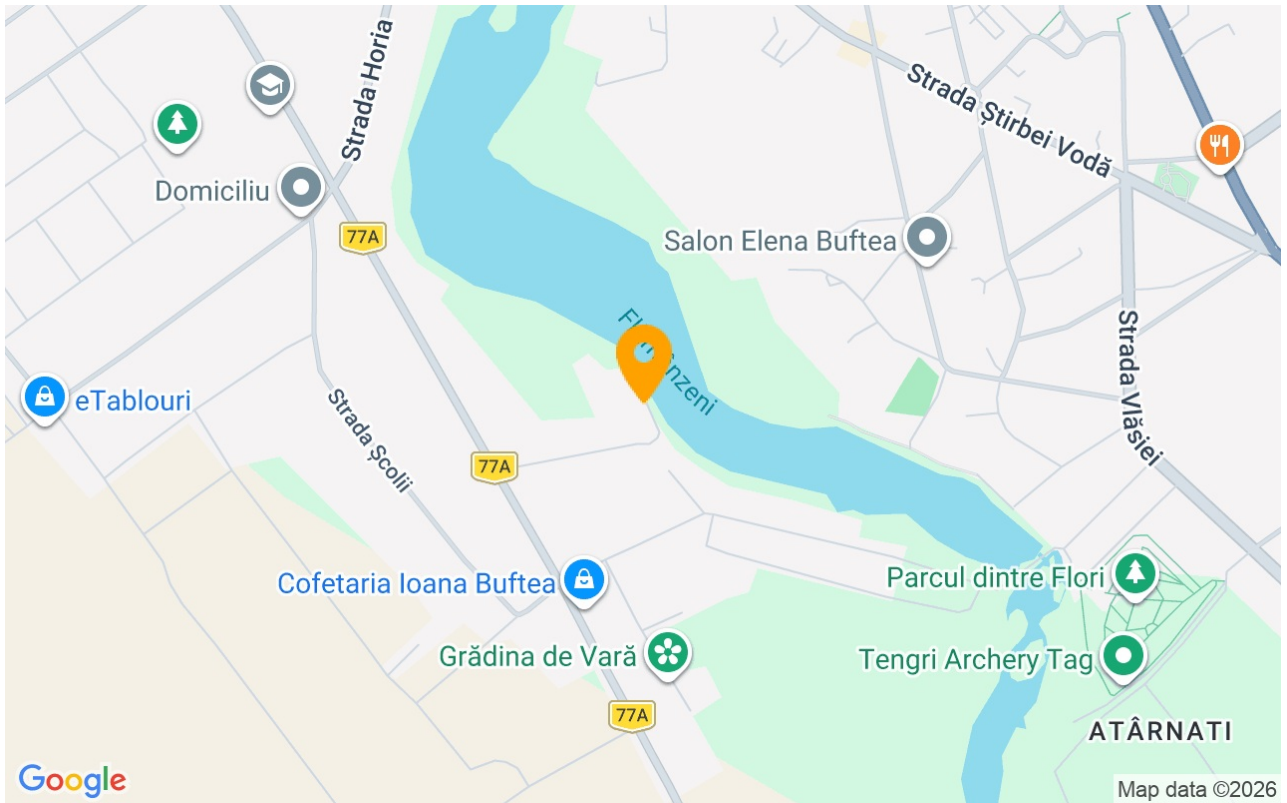 Strada Horia
Strada Știrbei Vodă
Domiciliu
77A
Salon Elena Buftea
Strada Vlăsiei
eTablouri
Strada Școlii
77A
Cofetaria Ioana Buftea
Parcul dintre Flori
Grădina de Vară
Tengri Archery Tag
77A
ATÂRNATI
Google
Map data ©2026